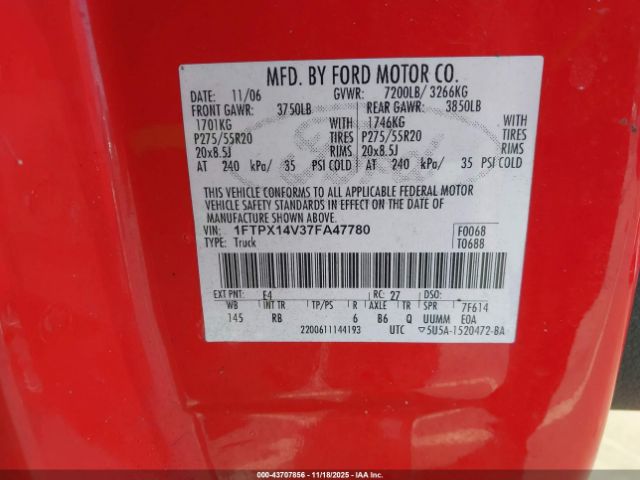 MFD. BY FORD MOTOR CO.
DATE: 11/06 GVWR: 7200LB/ 3266KG
FRONT GAWR: 3750LB REAR GAWR: 3850LB
1701KG WITH 1746KG WITH
P275/55R20 TIRES P275/55R20 TIRES
20x8.5J RIMS 20x8.5J RIMS
AT 240 kPa/ 35 PSI COLD AT 240 kPa/ 35 PSI COLD
THIS VEHICLE CONFORMS TO ALL APPLICABLE FEDERAL MOTOR
VEHICLE SAFETY STANDARDS IN EFFECT ON THE DATE OF
MANUFACTURE SHOWN ABOVE.
VIN: 1FTPX14V37FA47780 F0068
TYPE: Truck T0688
EXT PNT: E4 RC: 27 DSO:
WB INT TR TP/PS R AXLE TR SPR 7F614
145 RB 6 B6 Q UUMM E0A
2200611144193 UTC ▽5U5A-1520472-BA
00-43707856 - 11/18/2025 - IAA Inc.